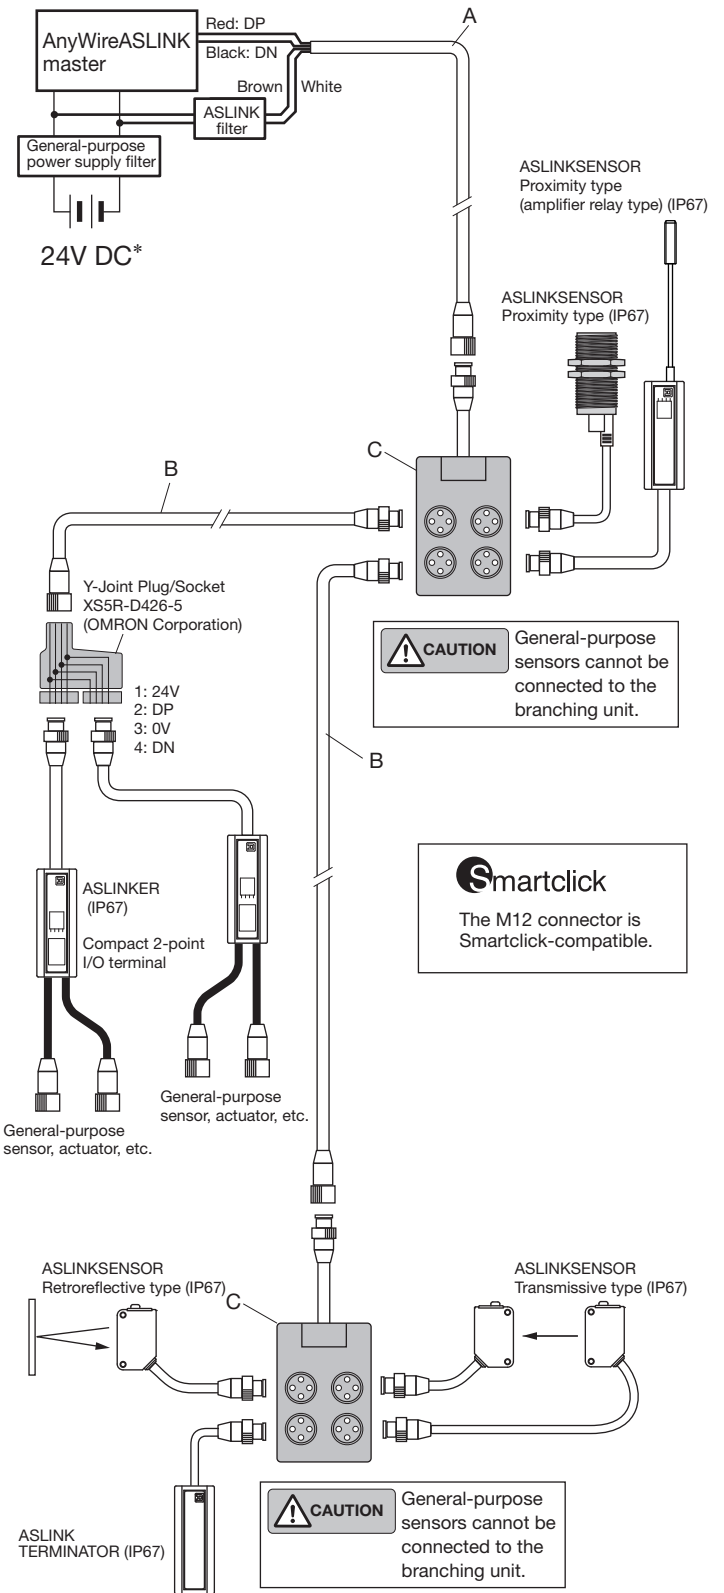 A
Red: DP
AnyWireASLINK
master
Black: DN
Brown
White
ASLINK
filter
General-purpose
power supply filter
24V DC*
ASLINKSENSOR
Proximity type
(amplifier relay type) (IP67)
ASLINKSENSOR
Proximity type (IP67)
C
B
Y-Joint Plug/Socket
XS5R-D426-5
(OMRON Corporation)
1: 24V
2: DP
3: 0V
4: DN
CAUTION
General-purpose
sensors cannot be
connected to the
branching unit.
B
Smartclick
The M12 connector is
Smartclick-compatible.
ASLINKER
(IP67)
Compact 2-point
I/O terminal
General-purpose
sensor, actuator, etc.
General-purpose
sensor, actuator, etc.
ASLINKSENSOR
Retroreflective type (IP67)
C
ASLINKSENSOR
Transmissive type (IP67)
ASLINK
TERMINATOR (IP67)
CAUTION
General-purpose
sensors cannot be
connected to the
branching unit.